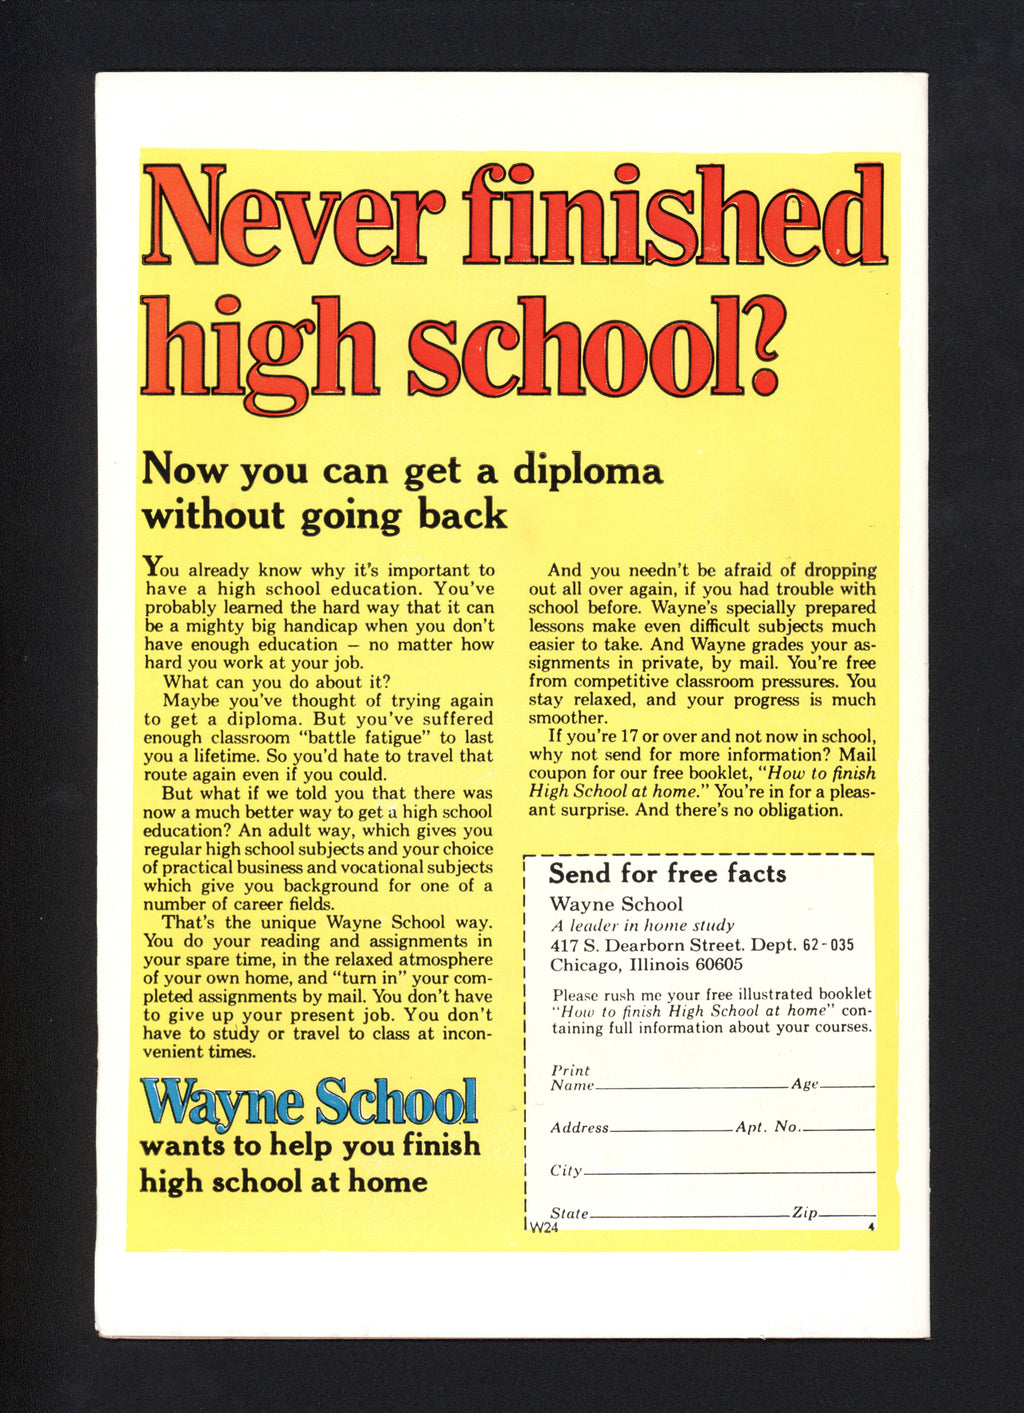 Never finished
high school?
Now you can get a diploma
without going back
You already know why it's important to
have a high school education. You've
probably learned the hard way that it can
be a mighty big handicap when you don't
have enough education – no matter how
hard you work at your job.
What can you do about it?
Maybe you've thought of trying again
to get a diploma. But you've suffered
enough classroom "battle fatigue" to last
you a lifetime. So you'd hate to travel that
route again even if you could.
But what if we told you that there was
now a much better way to get a high school
education? An adult way, which gives you
regular high school subjects and your choice
of practical business and vocational subjects
which give you background for one of a
number of career fields.
That's the unique Wayne School way.
You do your reading and assignments in
your spare time, in the relaxed atmosphere
of your own home, and "turn in" your com-
pleted assignments by mail. You don't have
to give up your present job. You don't
have to study or travel to class at incon-
venient times.
Wayne School
wants to help you finish
high school at home
And you needn't be afraid of dropping
out all over again, if you had trouble with
school before. Wayne's specially prepared
lessons make even difficult subjects much
easier to take. And Wayne grades your as-
signments in private, by mail. You're free
from competitive classroom pressures. You
stay relaxed, and your progress is much
smoother.
If you're 17 or over and not now in school,
why not send for more information? Mail
coupon for our free booklet, "How to finish
High School at home." You're in for a pleas-
ant surprise. And there's no obligation.
Send for free facts
Wayne School
A leader in home study
417 S. Dearborn Street. Dept. 62-035
Chicago, Illinois 60605
Please rush me your free illustrated booklet
"How to finish High School at home" con-
taining full information about your courses.
Print
Name Age
Address Apt. No.
City
State Zip
W24 4